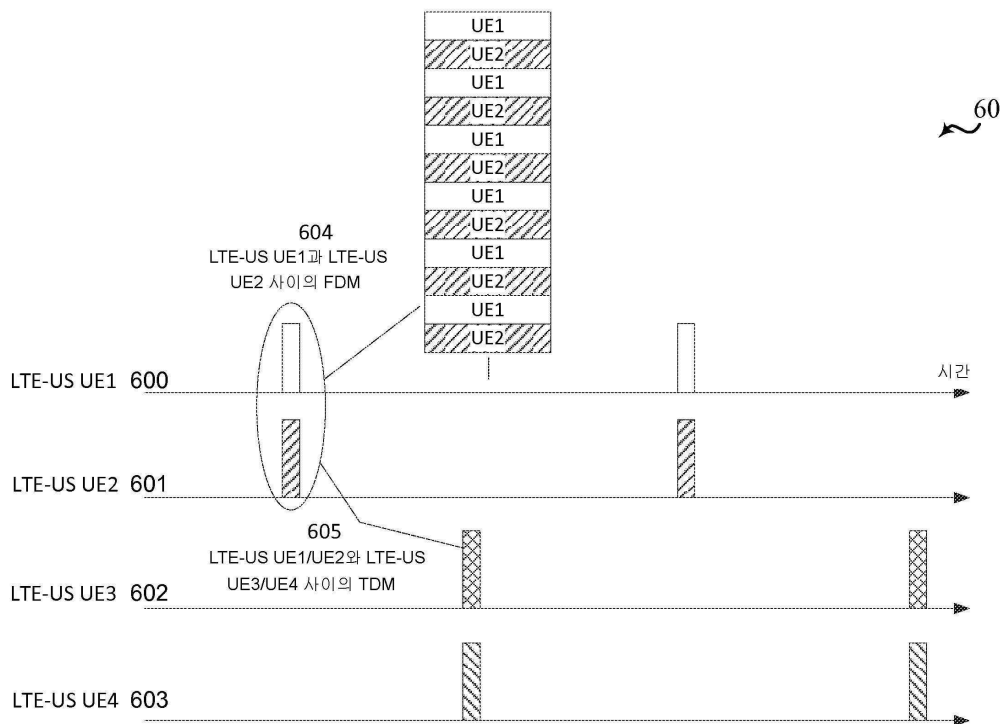 UE1
UE2
UE1
UE2
UE1
UE2
UE1
UE2
UE1
UE2
UE1
UE2
60
604
LTE-US UE1과 LTE-US
UE2 사이의 FDM
LTE-US UE1 600
시간
LTE-US UE2 601
605
LTE-US UE1/UE2와 LTE-US
UE3/UE4 사이의 TDM
LTE-US UE3 602
LTE-US UE4 603